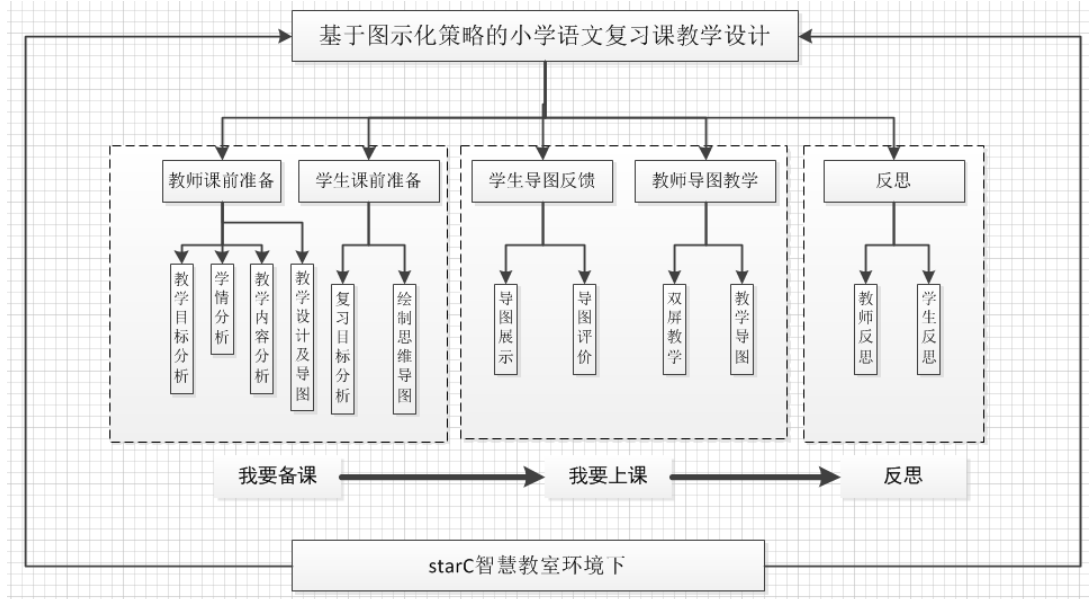 基于图示化策略的小学语文复习课教学设计
教师课前准备
学生课前准备
学生导图反馈
教师导图教学
反思
教学目标分析
学情分析
教学内容分析
教学设计及导图
复习目标分析
绘制思维导图
导图展示
导图评价
双屏教学
教学导图
教师反思
学生反思
我要备课
我要上课
反思
starC智慧教室环境下